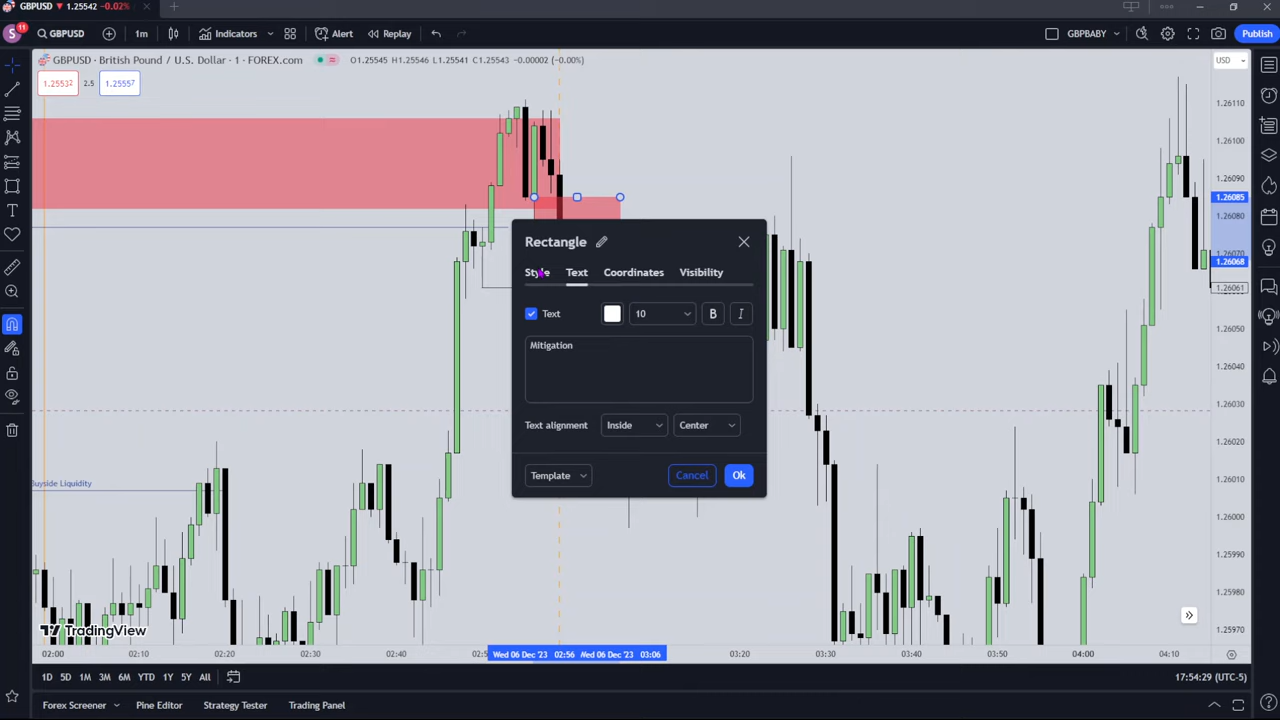 GBPUSD 1.25542 -0.02%
S 11 GBPUSD 1m Indicators Alert Replay GBPBABY Publish
GBPUSD · British Pound / U.S. Dollar · 1 · FOREX.com O1.25545 H1.25546 L1.25541 C1.25543 -0.00002 (-0.00%)
USD
1.25532 2.5 1.25557
1.26110
1.26100
1.26090
1.26085
1.26080
1.26070
1.26068
1.26061
1.26050
1.26040
1.26030
1.26020
1.26010
1.26000
1.25990
1.25980
1.25970
Rectangle
Style Text Coordinates Visibility
Text 10 B I
Mitigation
Text alignment Inside Center
Template Cancel Ok
Buyside Liquidity
TradingView
02:00 02:10 02:20 02:30 02:40 Wed 06 Dec '23 02:56 Wed 06 Dec '23 03:06 03:20 03:30 03:40 03:50 04:00 04:10
1D 5D 1M 3M 6M YTD 1Y 5Y All 17:54:29 (UTC-5)
Forex Screener Pine Editor Strategy Tester Trading Panel